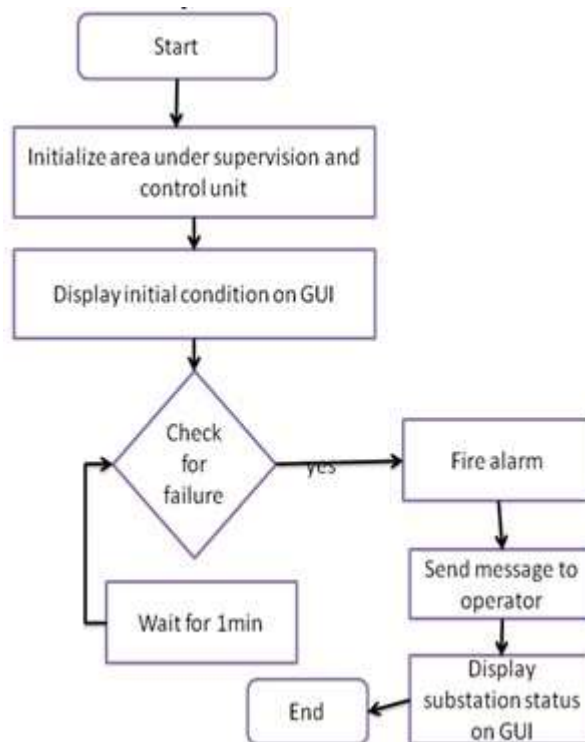 Start
Initialize area under supervision and
control unit
Display initial condition on GUI
Check
for
failure
yes
Fire alarm
Wait for 1min
Send message to
operator
Display
substation status
on GUI
End